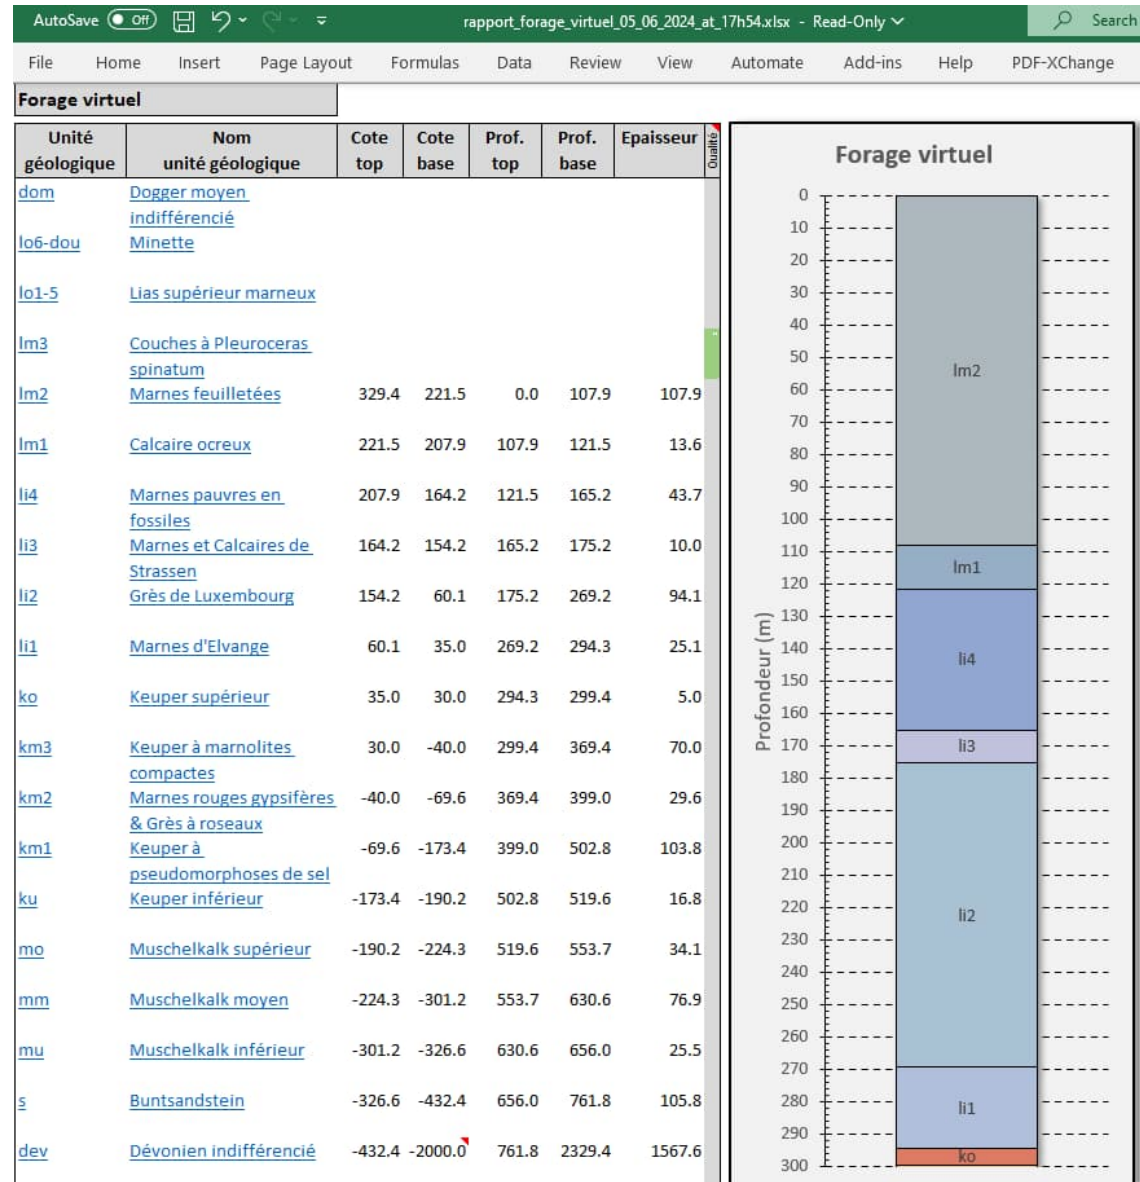 AutoSave Off rapport_forage_virtuel_05_06_2024_at_17h54.xlsx - Read-Only Search
File Home Insert Page Layout Formulas Data Review View Automate Add-ins Help PDF-XChange
Forage virtuel
Unité géologique Nom unité géologique Cote top Cote base Prof. top Prof. base Epaisseur Qualité
dom Dogger moyen
indifférencié
lo6-dou Minette
lo1-5 Lias supérieur marneux
lm3 Couches à Pleuroceras
spinatum
lm2 Marnes feuilletées 329.4 221.5 0.0 107.9 107.9
lm1 Calcaire ocreux 221.5 207.9 107.9 121.5 13.6
li4 Marnes pauvres en 207.9 164.2 121.5 165.2 43.7
fossiles
li3 Marnes et Calcaires de 164.2 154.2 165.2 175.2 10.0
Strassen
li2 Grès de Luxembourg 154.2 60.1 175.2 269.2 94.1
li1 Marnes d'Elvange 60.1 35.0 269.2 294.3 25.1
ko Keuper supérieur 35.0 30.0 294.3 299.4 5.0
km3 Keuper à marnolites 30.0 -40.0 299.4 369.4 70.0
compactes
km2 Marnes rouges gypsifères -40.0 -69.6 369.4 399.0 29.6
& Grès à roseaux
km1 Keuper à -69.6 -173.4 399.0 502.8 103.8
pseudomorphoses de sel
ku Keuper inférieur -173.4 -190.2 502.8 519.6 16.8
mo Muschelkalk supérieur -190.2 -224.3 519.6 553.7 34.1
mm Muschelkalk moyen -224.3 -301.2 553.7 630.6 76.9
mu Muschelkalk inférieur -301.2 -326.6 630.6 656.0 25.5
s Buntsandstein -326.6 -432.4 656.0 761.8 105.8
dev Dévonien indifférencié -432.4 -2000.0 761.8 2329.4 1567.6
Forage virtuel
Profondeur (m)
0
10
20
30
40
50
60
70
80
90
100
110
120
130
140
150
160
170
180
190
200
210
220
230
240
250
260
270
280
290
300
lm2
lm1
li4
li3
li2
li1
ko